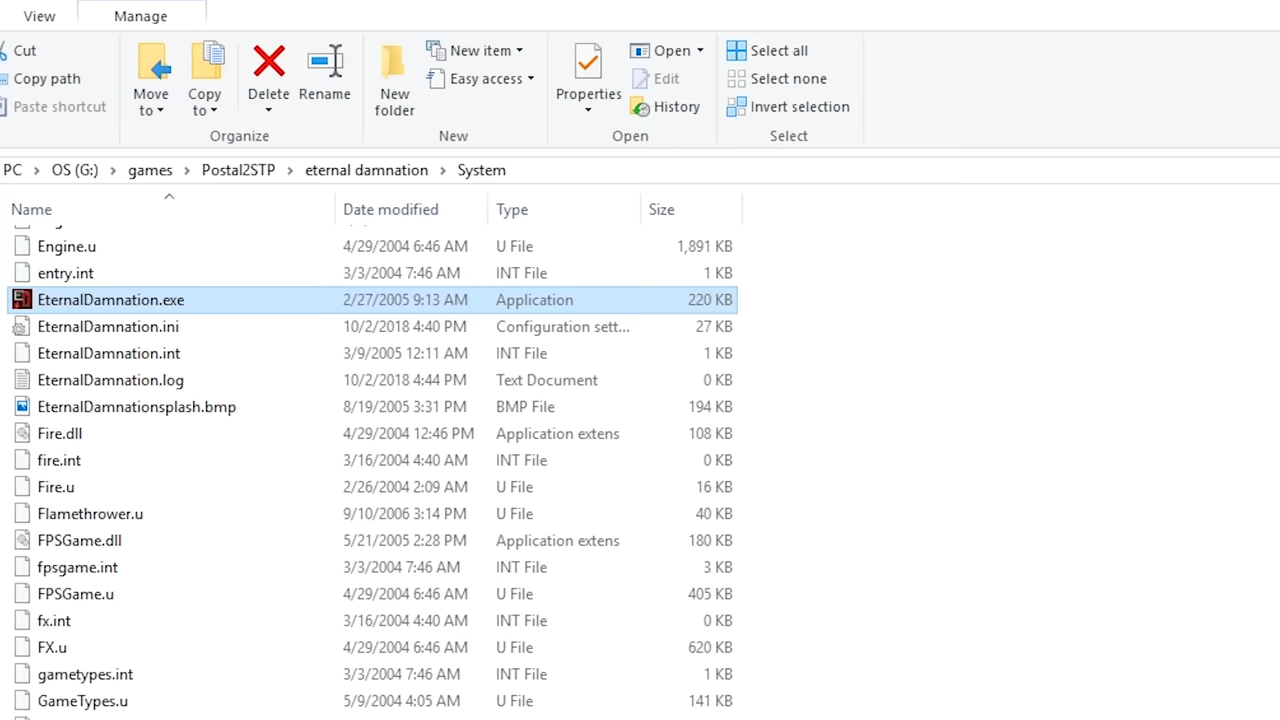 View Manage
Cut
Copy path
Paste shortcut
Move to
Copy to
Delete
Rename
Organize
New folder
New item
Easy access
New
Properties
Open
Edit
History
Open
Select all
Select none
Invert selection
Select
PC > OS (G:) > games > Postal2STP > eternal damnation > System
Name Date modified Type Size
Engine.u 4/29/2004 6:46 AM U File 1,891 KB
entry.int 3/3/2004 7:46 AM INT File 1 KB
EternalDamnation.exe 2/27/2005 9:13 AM Application 220 KB
EternalDamnation.ini 10/2/2018 4:40 PM Configuration sett... 27 KB
EternalDamnation.int 3/9/2005 12:11 AM INT File 1 KB
EternalDamnation.log 10/2/2018 4:44 PM Text Document 0 KB
EternalDamnationsplash.bmp 8/19/2005 3:31 PM BMP File 194 KB
Fire.dll 4/29/2004 12:46 PM Application extens 108 KB
fire.int 3/16/2004 4:40 AM INT File 0 KB
Fire.u 2/26/2004 2:09 AM U File 16 KB
Flamethrower.u 9/10/2006 3:14 PM U File 40 KB
FPSGame.dll 5/21/2005 2:28 PM Application extens 180 KB
fpsgame.int 3/3/2004 7:46 AM INT File 3 KB
FPSGame.u 4/29/2004 6:46 AM U File 405 KB
fx.int 3/16/2004 4:40 AM INT File 0 KB
FX.u 4/29/2004 6:46 AM U File 620 KB
gametypes.int 3/3/2004 7:46 AM INT File 1 KB
GameTypes.u 5/9/2004 4:05 AM U File 141 KB